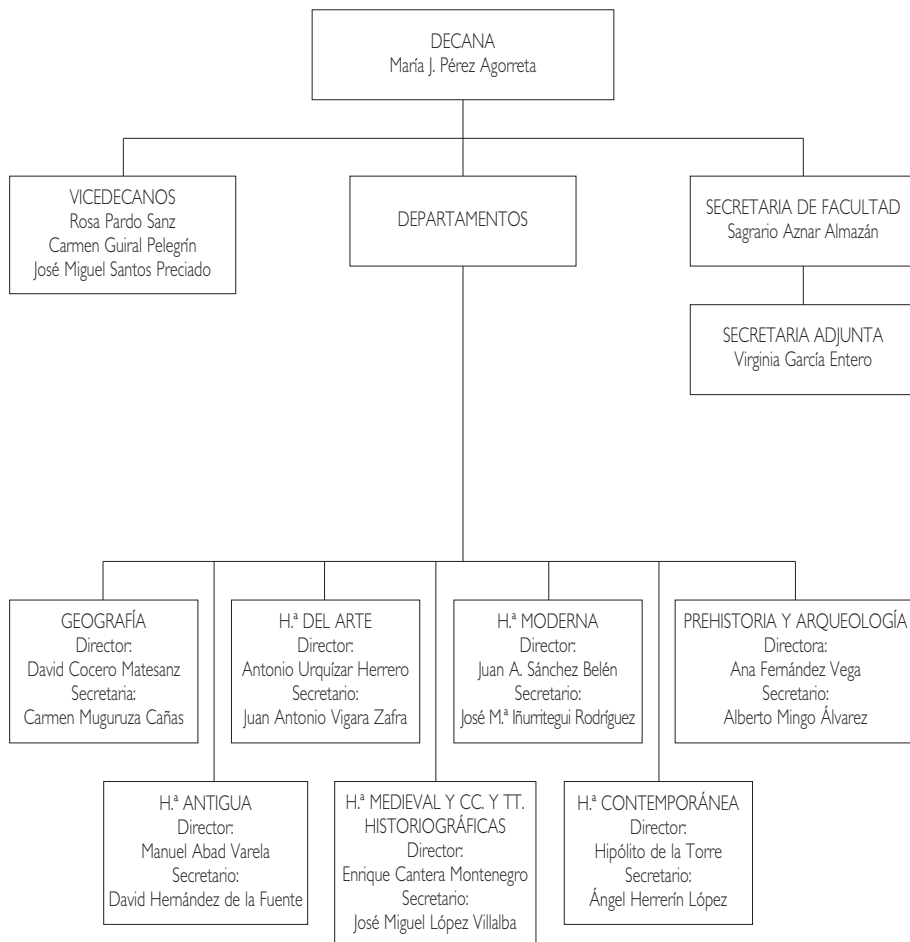 DECANA
María J. Pérez Agorreta
VICEDECANOS
Rosa Pardo Sanz
Carmen Guiral Pelegrín
José Miguel Santos Preciado
DEPARTAMENTOS
SECRETARIA DE FACULTAD
Sagrario Aznar Almazán
SECRETARIA ADJUNTA
Virginia García Entero
GEOGRAFÍA
Director:
David Cocero Matesanz
Secretaria:
Carmen Muguruza Cañas
H.ª DEL ARTE
Director:
Antonio Urquízar Herrero
Secretario:
Juan Antonio Vigara Zafra
H.ª MODERNA
Director:
Juan A. Sánchez Belén
Secretario:
José M.ª Iñurritegui Rodríguez
PREHISTORIA Y ARQUEOLOGÍA
Directora:
Ana Fernández Vega
Secretario:
Alberto Mingo Álvarez
H.ª ANTIGUA
Director:
Manuel Abad Varela
Secretario:
David Hernández de la Fuente
H.ª MEDIEVAL Y CC. Y TT.
HISTORIOGRÁFICAS
Director:
Enrique Cantera Montenegro
Secretario:
José Miguel López Villalba
H.ª CONTEMPORÁNEA
Director:
Hipólito de la Torre
Secretario:
Ángel Herrerín López